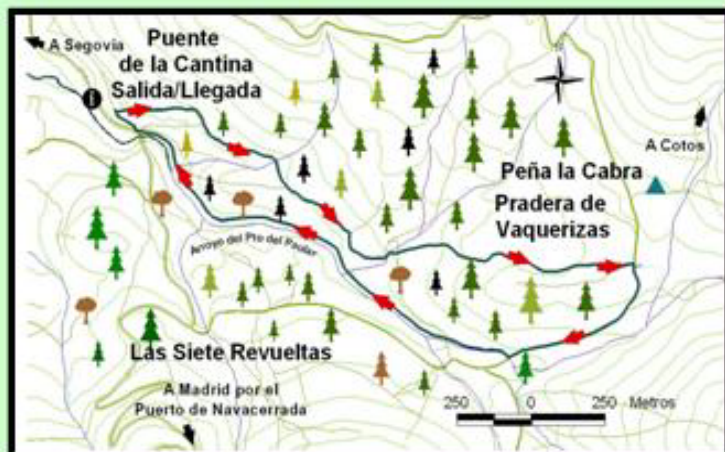 A Segovia
Puente
de la Cantina
Salida/Llegada
A Cotos
Peña la Cabra
Pradera de
Vaquerizas
Arroyo del Pto del Paular
Las Siete Revueltas
A Madrid por el
Puerto de Navacerrada
250 0 250 Metros